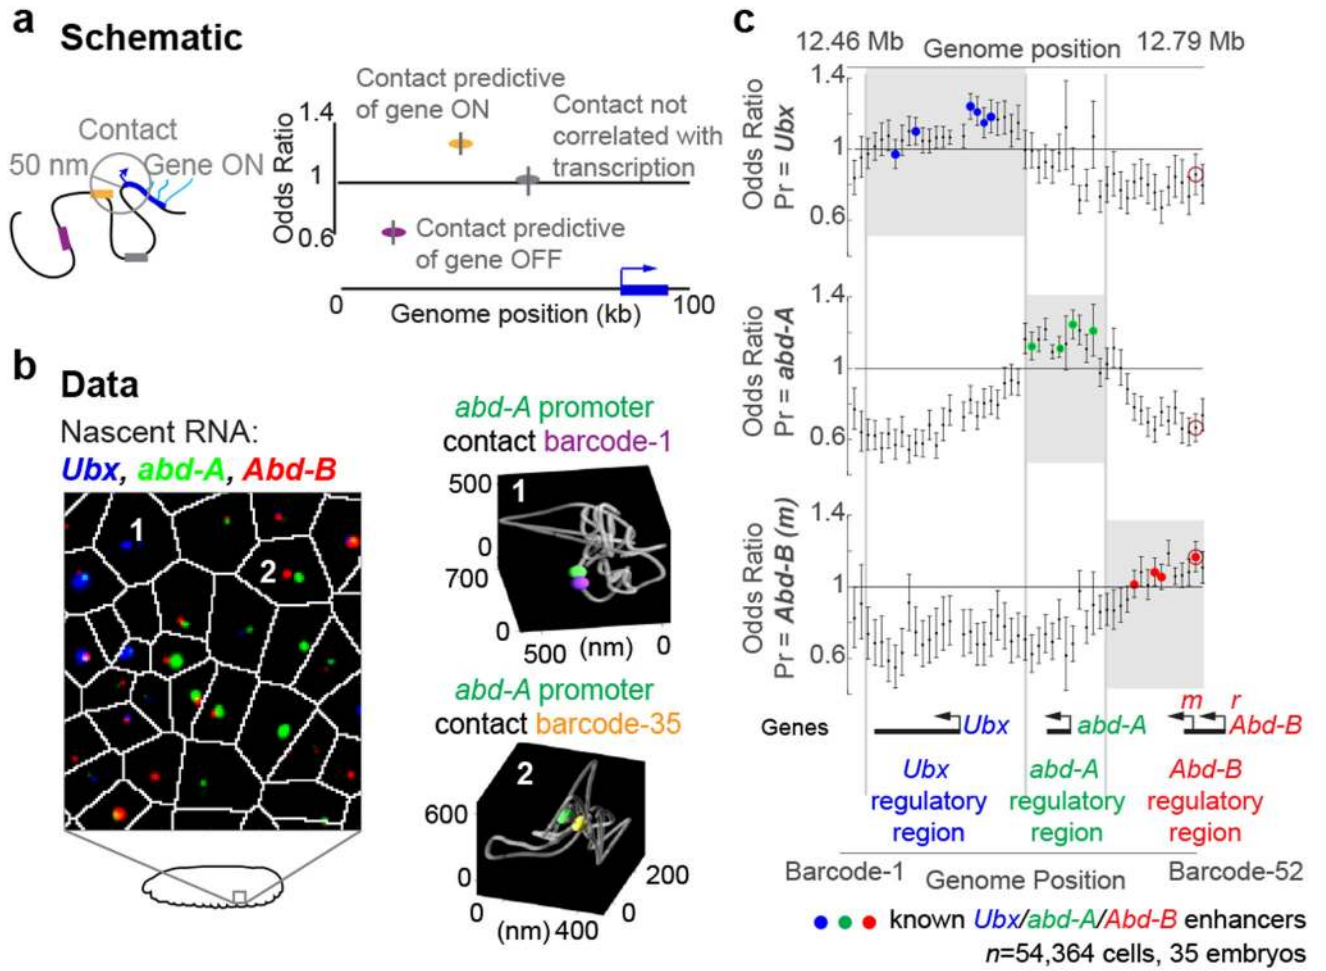 a
Schematic
Contact
50 nm
Gene ON
Odds Ratio
1.4
1
0.6
Contact predictive
of gene ON
Contact not
correlated with
transcription
Contact predictive
of gene OFF
0
100
Genome position (kb)
b
Data
Nascent RNA:
Ubx, abd-A, Abd-B
1
2
abd-A promoter
contact barcode-1
1
500
0
700
0
500
(nm)
0
abd-A promoter
contact barcode-35
2
600
0
0
(nm)
400
0
200
c
12.46 Mb
Genome position
12.79 Mb
Odds Ratio
Pr = Ubx
1.4
1
0.6
Odds Ratio
Pr = abd-A
1.4
1
0.6
Odds Ratio
Pr = Abd-B (m)
1.4
1
0.6
m r
Genes
Ubx
abd-A
Abd-B
Ubx
regulatory
region
abd-A
regulatory
region
Abd-B
regulatory
region
Barcode-1
Genome Position
Barcode-52
known Ubx/abd-A/Abd-B enhancers
n=54,364 cells, 35 embryos